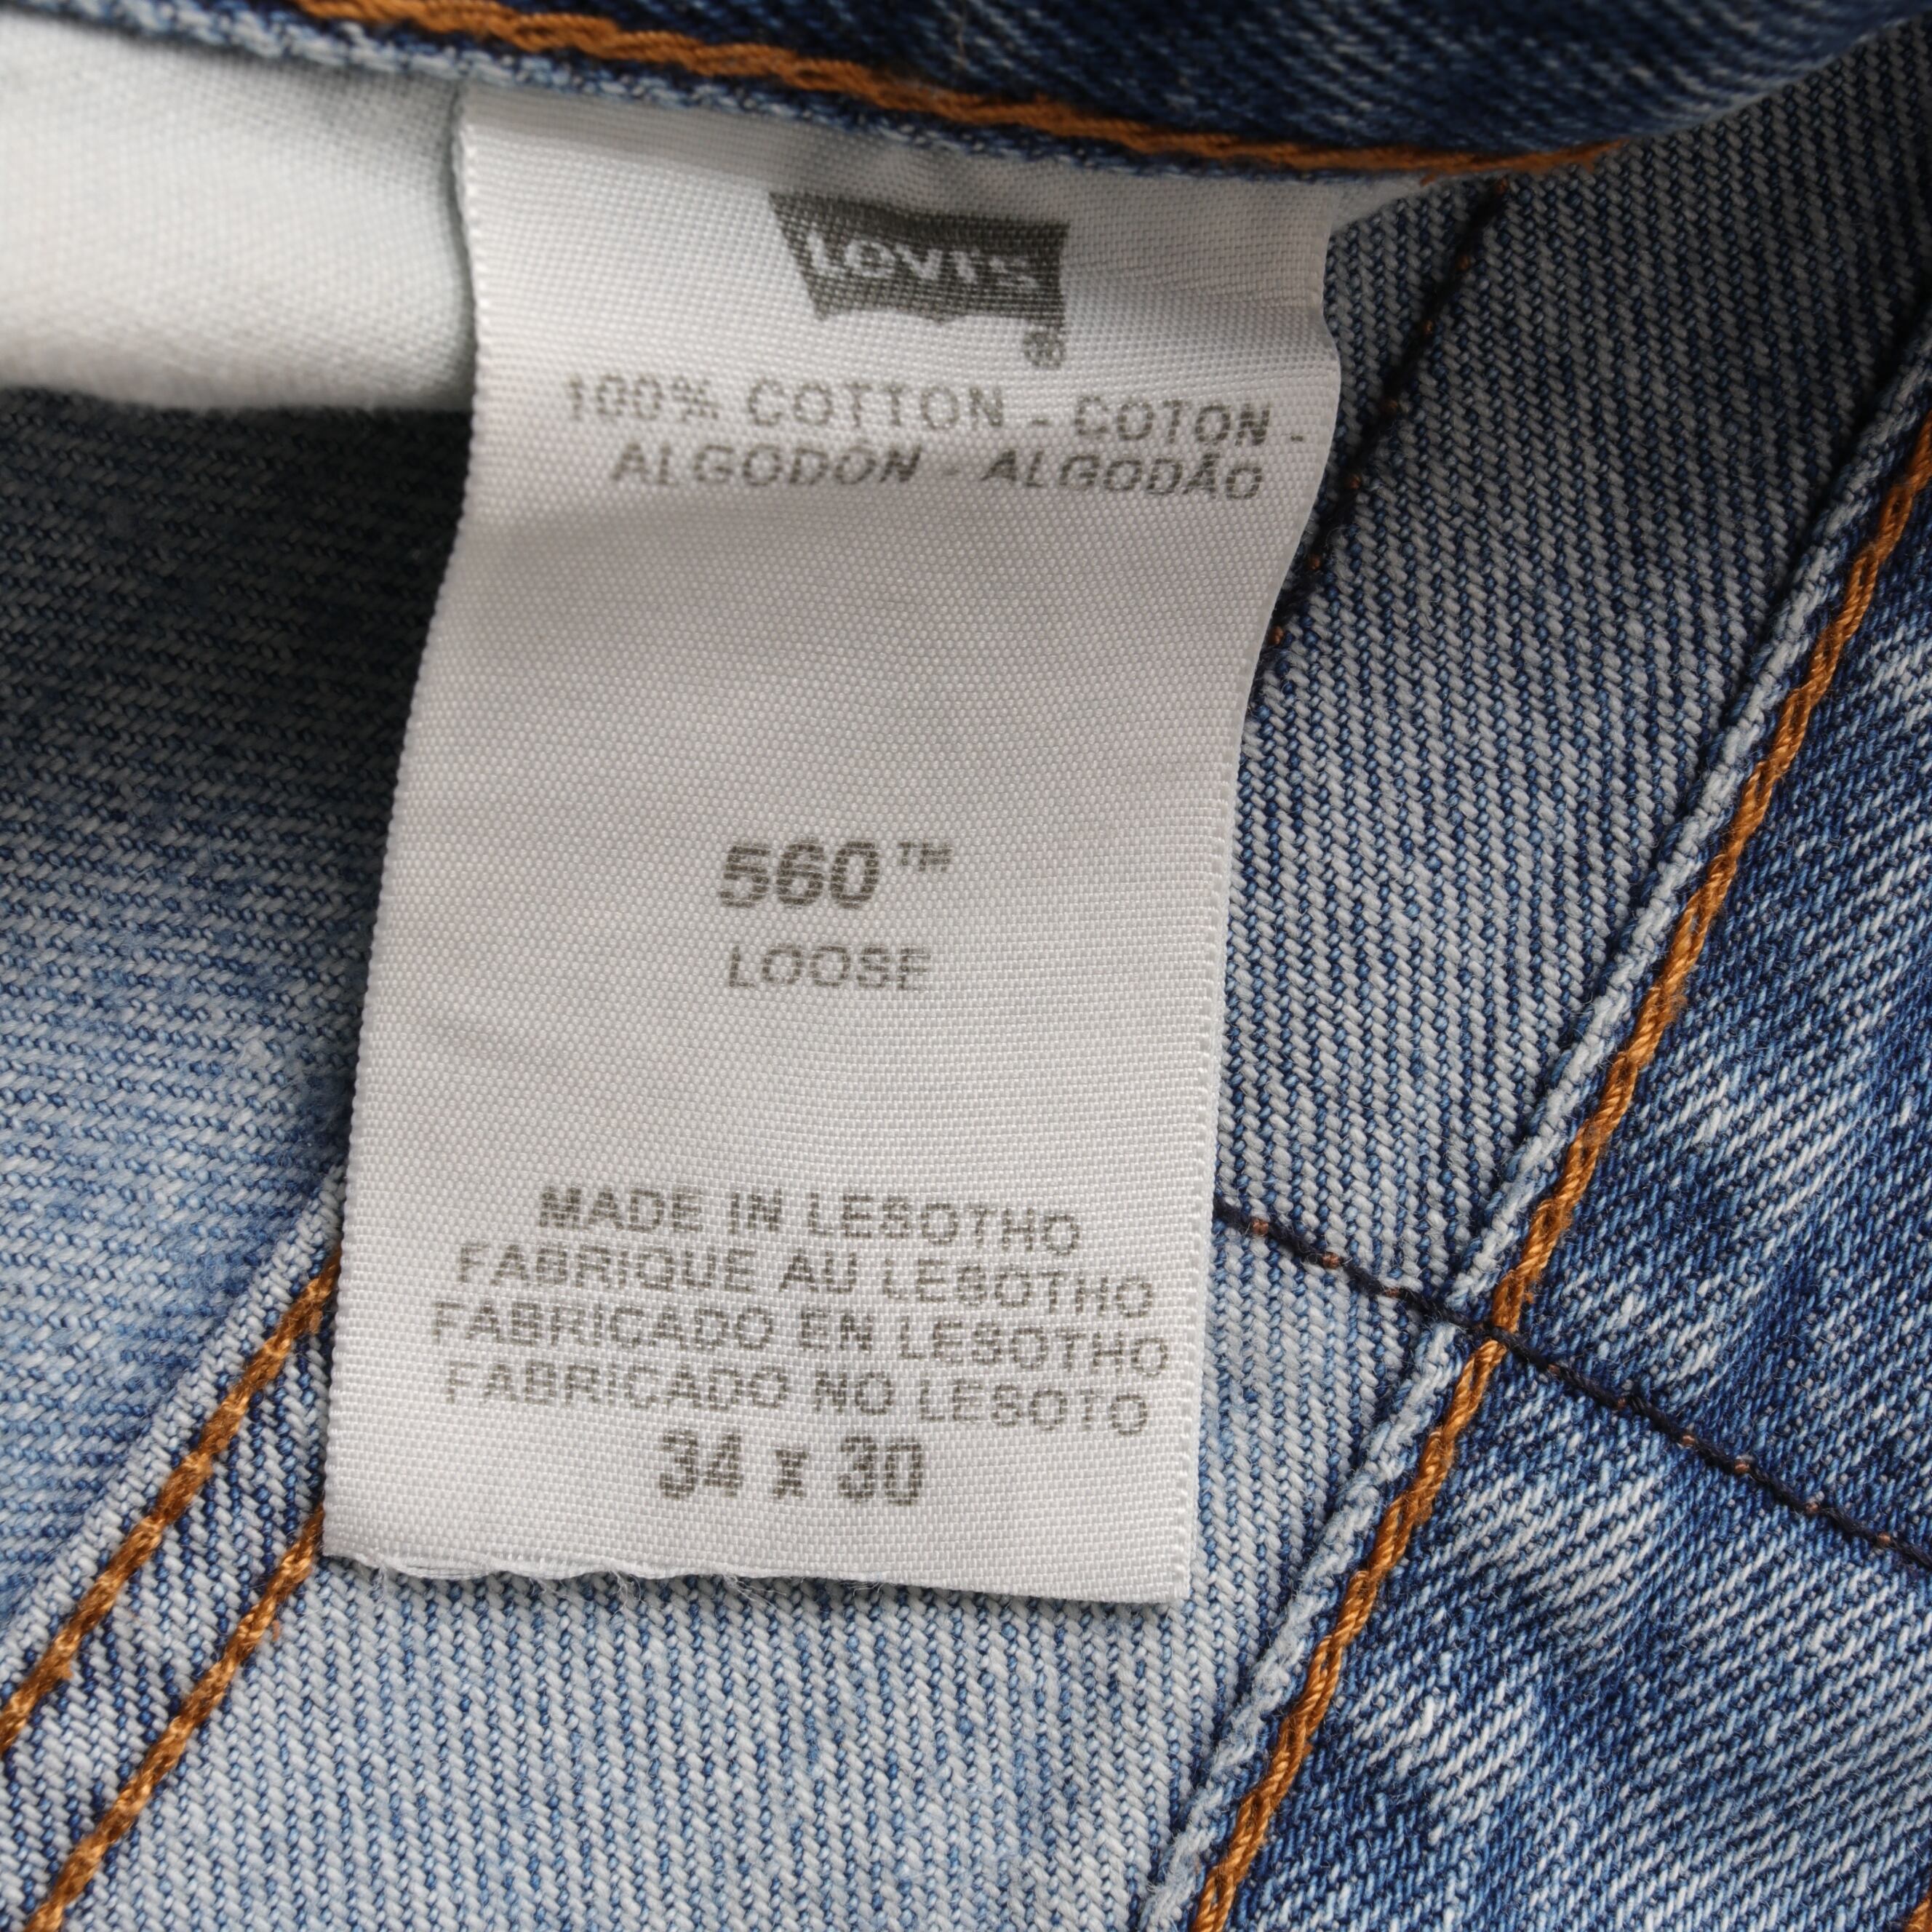 LEVI'S
®
100% COTTON - COTON -
ALGODÓN - ALGODÃO
560™
LOOSE
MADE IN LESOTHO
FABRIQUE AU LESOTHO
FABRICADO EN LESOTHO
FABRICADO NO LESOTO
34 x 30